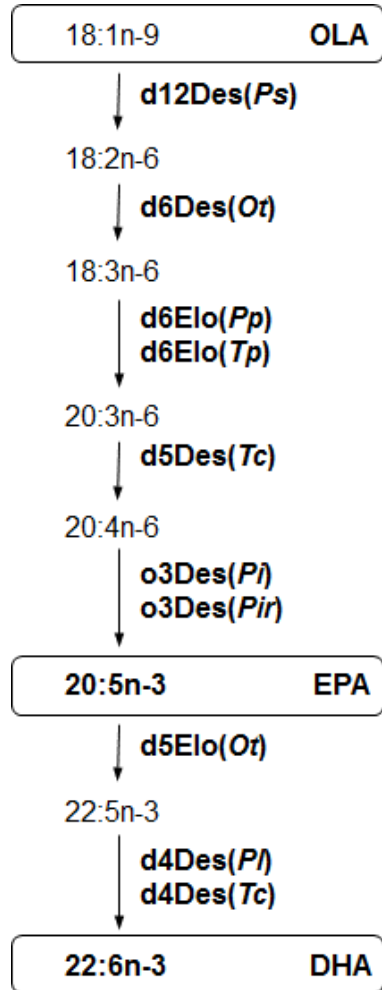 18:1n-9 OLA
d12Des(Ps)
18:2n-6
d6Des(Ot)
18:3n-6
d6Elo(Pp)
d6Elo(Tp)
20:3n-6
d5Des(Tc)
20:4n-6
o3Des(Pi)
o3Des(Pir)
20:5n-3 EPA
d5Elo(Ot)
22:5n-3
d4Des(Pl)
d4Des(Tc)
22:6n-3 DHA